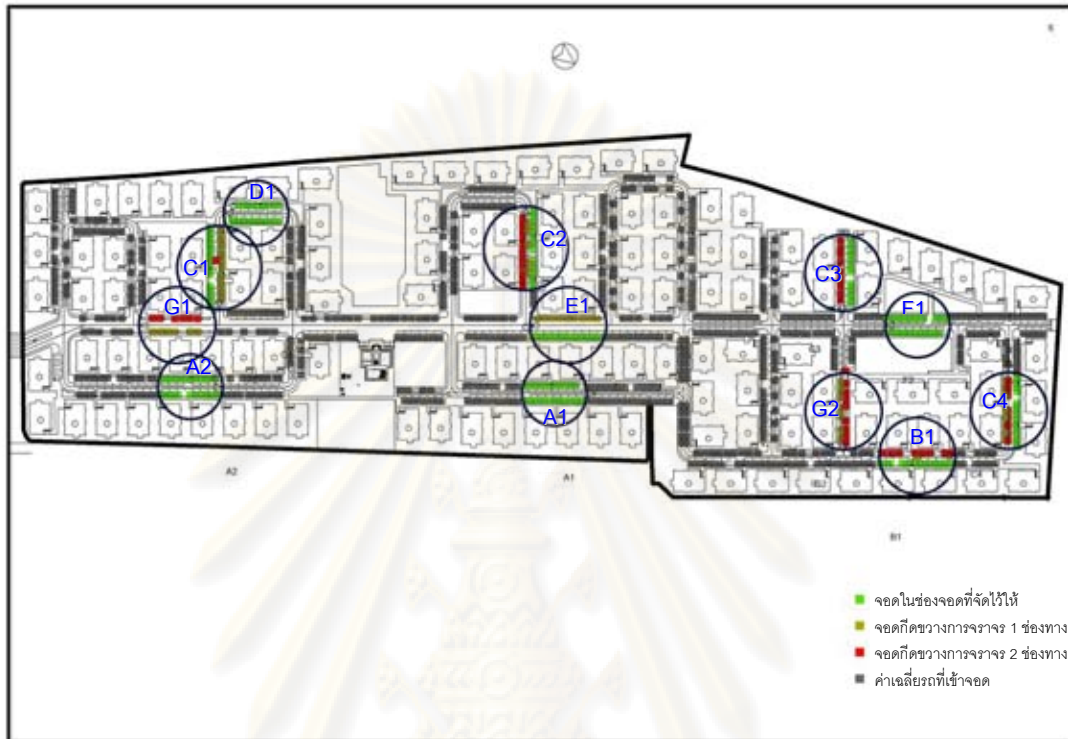 D1
C1
C2
C3
G1
E1
F1
A2
A1
G2
C4
B1
A2
A1
B1
จอดในช่องจอดที่จัดไว้ให้
จอดกีดขวางการจราจร 1 ช่องทาง
จอดกีดขวางการจราจร 2 ช่องทาง
ค่าเฉลี่ยรถที่เข้าจอด